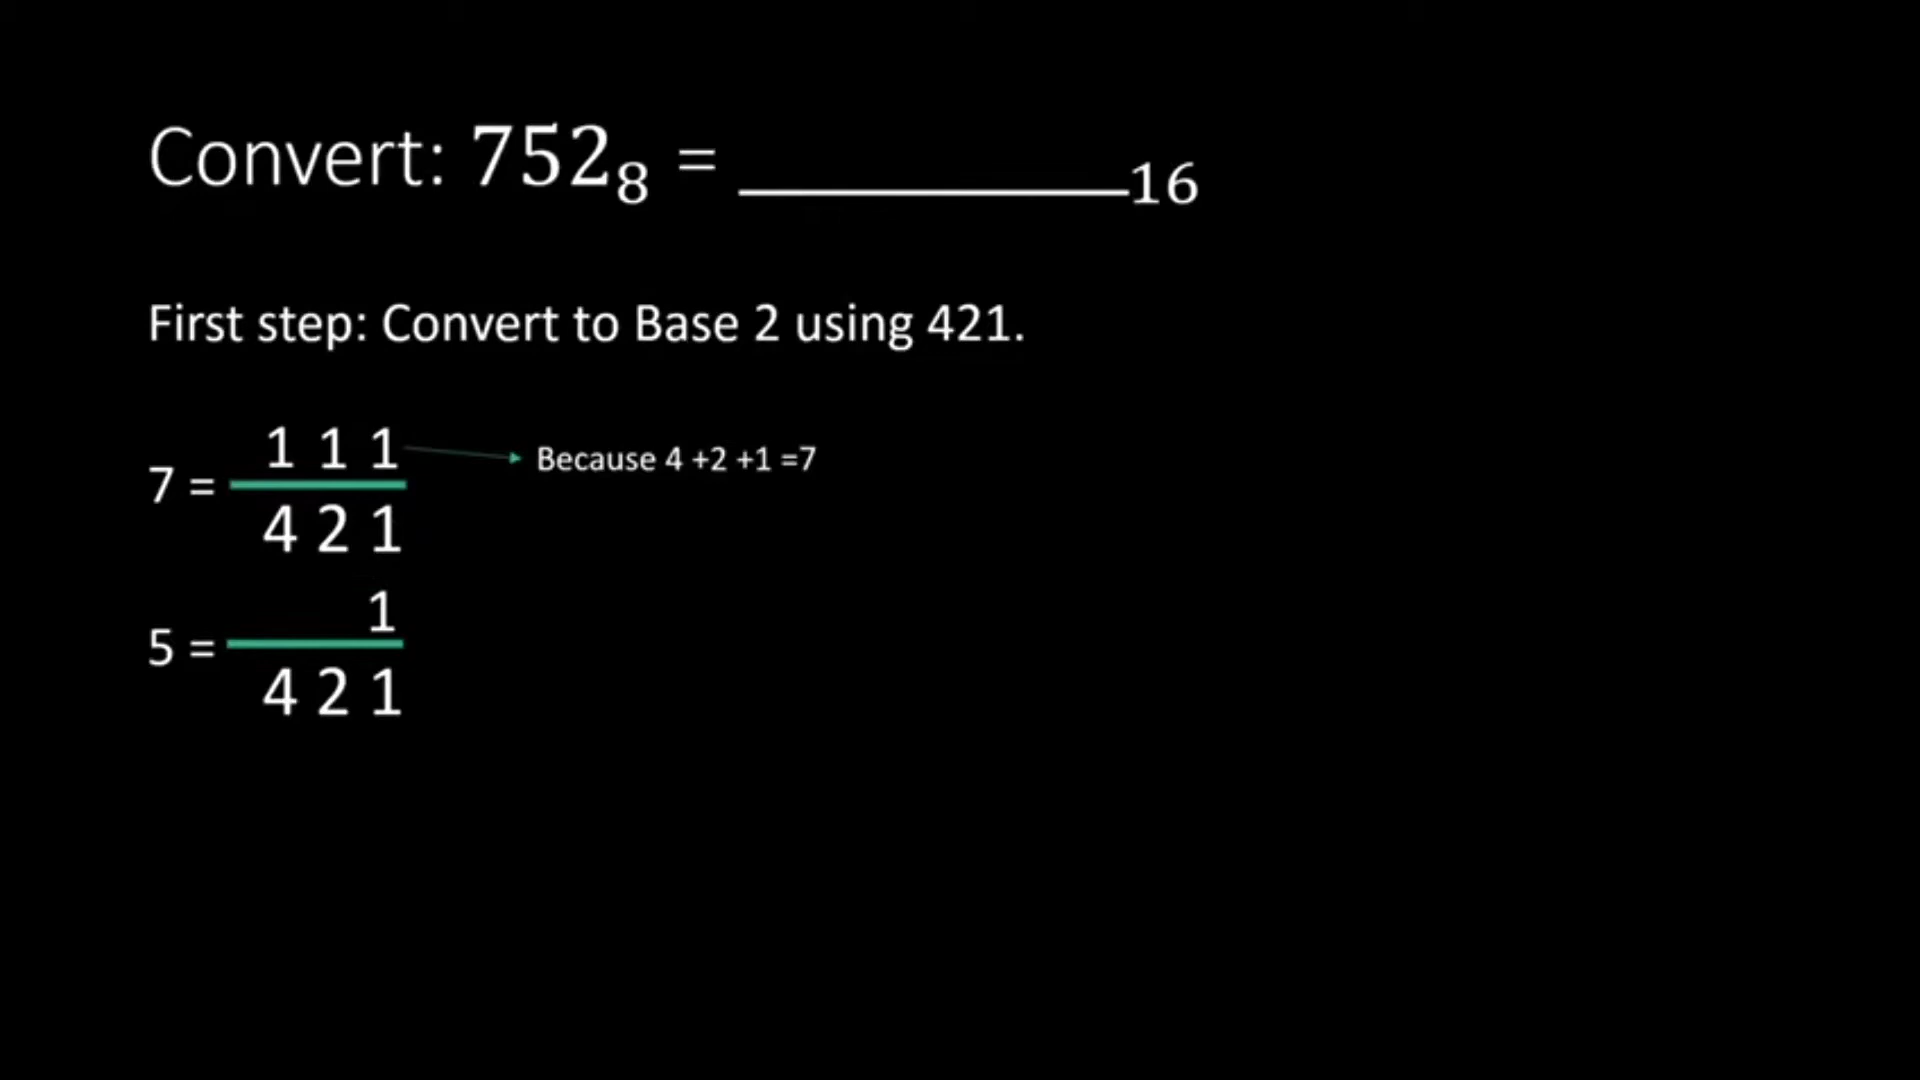 Convert: 752₈ = ________₁₆
First step: Convert to Base 2 using 421.
1 1 1
Because 4 +2 +1 =7
7 =
4 2 1
1
5 =
4 2 1